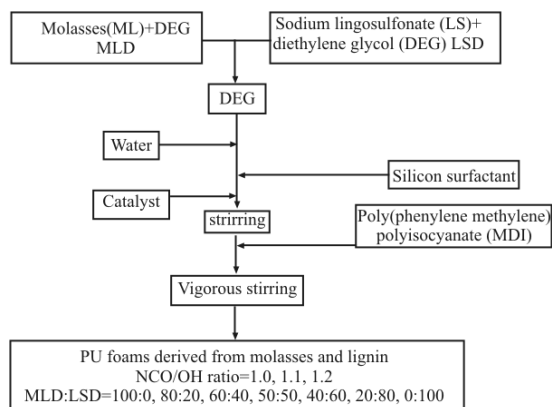 Molasses(ML)+DEG
MLD
Sodium lingosulfonate (LS)+
diethylene glycol (DEG) LSD
DEG
Water
Silicon surfactant
Catalyst
strirring
Poly(phenylene methylene)
polyisocyanate (MDI)
Vigorous stirring
PU foams derived from molasses and lignin
NCO/OH ratio=1.0, 1.1, 1.2
MLD:LSD=100:0, 80:20, 60:40, 50:50, 40:60, 20:80, 0:100